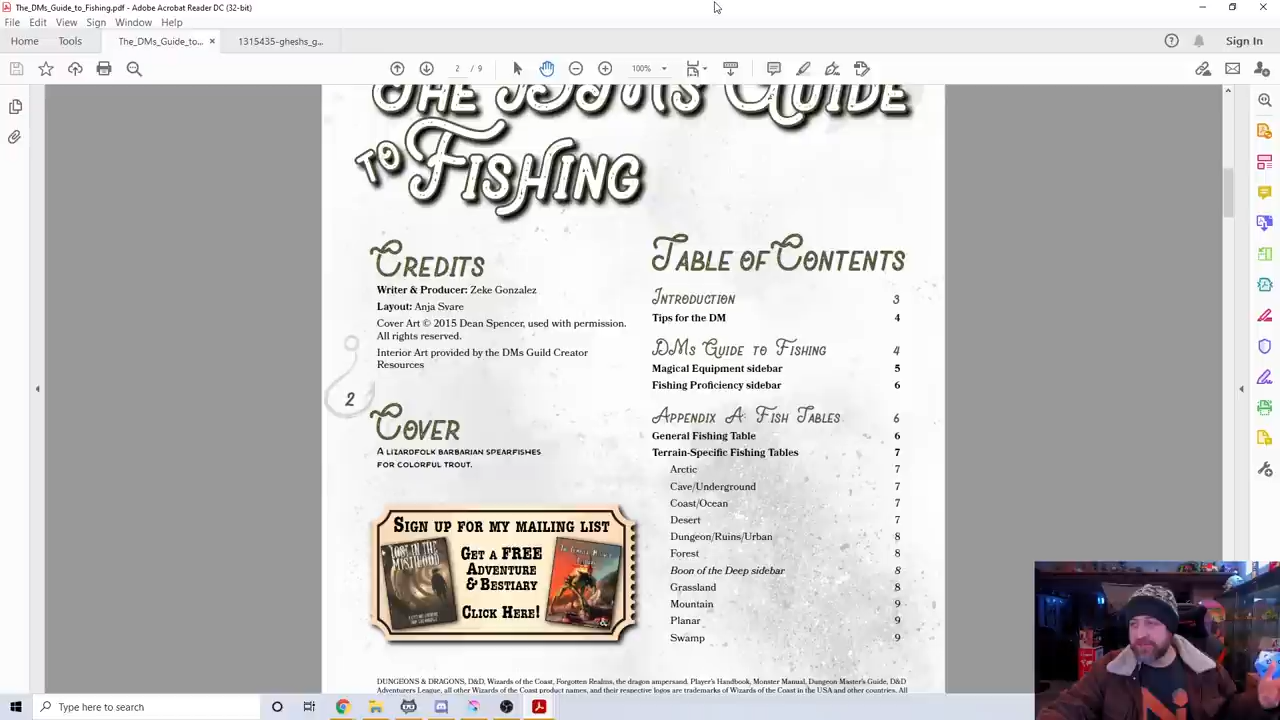 The_DMs_Guide_to_Fishing.pdf - Adobe Acrobat Reader DC (32-bit)
File Edit View Sign Window Help
Home Tools The_DMs_Guide_to... × 1315435-gheshs_g... Sign In
2 / 9 100%
The DMs Guide
to Fishing
Credits
Writer & Producer: Zeke Gonzalez
Layout: Anja Svare
Cover Art © 2015 Dean Spencer, used with permission.
All rights reserved.
Interior Art provided by the DMs Guild Creator
Resources
2
Cover
A lizardfolk barbarian spearfishes
for colorful trout.
Sign up for my mailing list
Get a FREE
Adventure
& Bestiary
Click Here!
Table of Contents
Introduction 3
Tips for the DM 4
DMs Guide to Fishing 4
Magical Equipment sidebar 5
Fishing Proficiency sidebar 6
Appendix A: Fish Tables 6
General Fishing Table 6
Terrain-Specific Fishing Tables 7
Arctic 7
Cave/Underground 7
Coast/Ocean 7
Desert 7
Dungeon/Ruins/Urban 8
Forest 8
Boon of the Deep sidebar 8
Grassland 8
Mountain 9
Planar 9
Swamp 9
DUNGEONS & DRAGONS, D&D, Wizards of the Coast, Forgotten Realms, the dragon ampersand, Player's Handbook, Monster Manual, Dungeon Master's Guide, D&D
Adventurers League, all other Wizards of the Coast product names, and their respective logos are trademarks of Wizards of the Coast in the USA and other countries. All
Type here to search